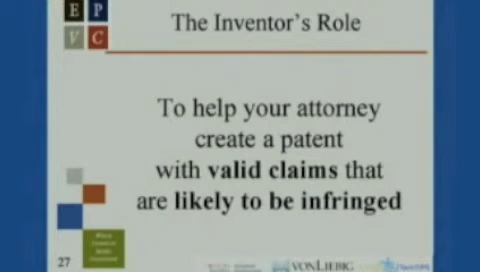 E P
V C
The Inventor's Role
To help your attorney
create a patent
with valid claims that
are likely to be infringed
27
VON LIEBIG